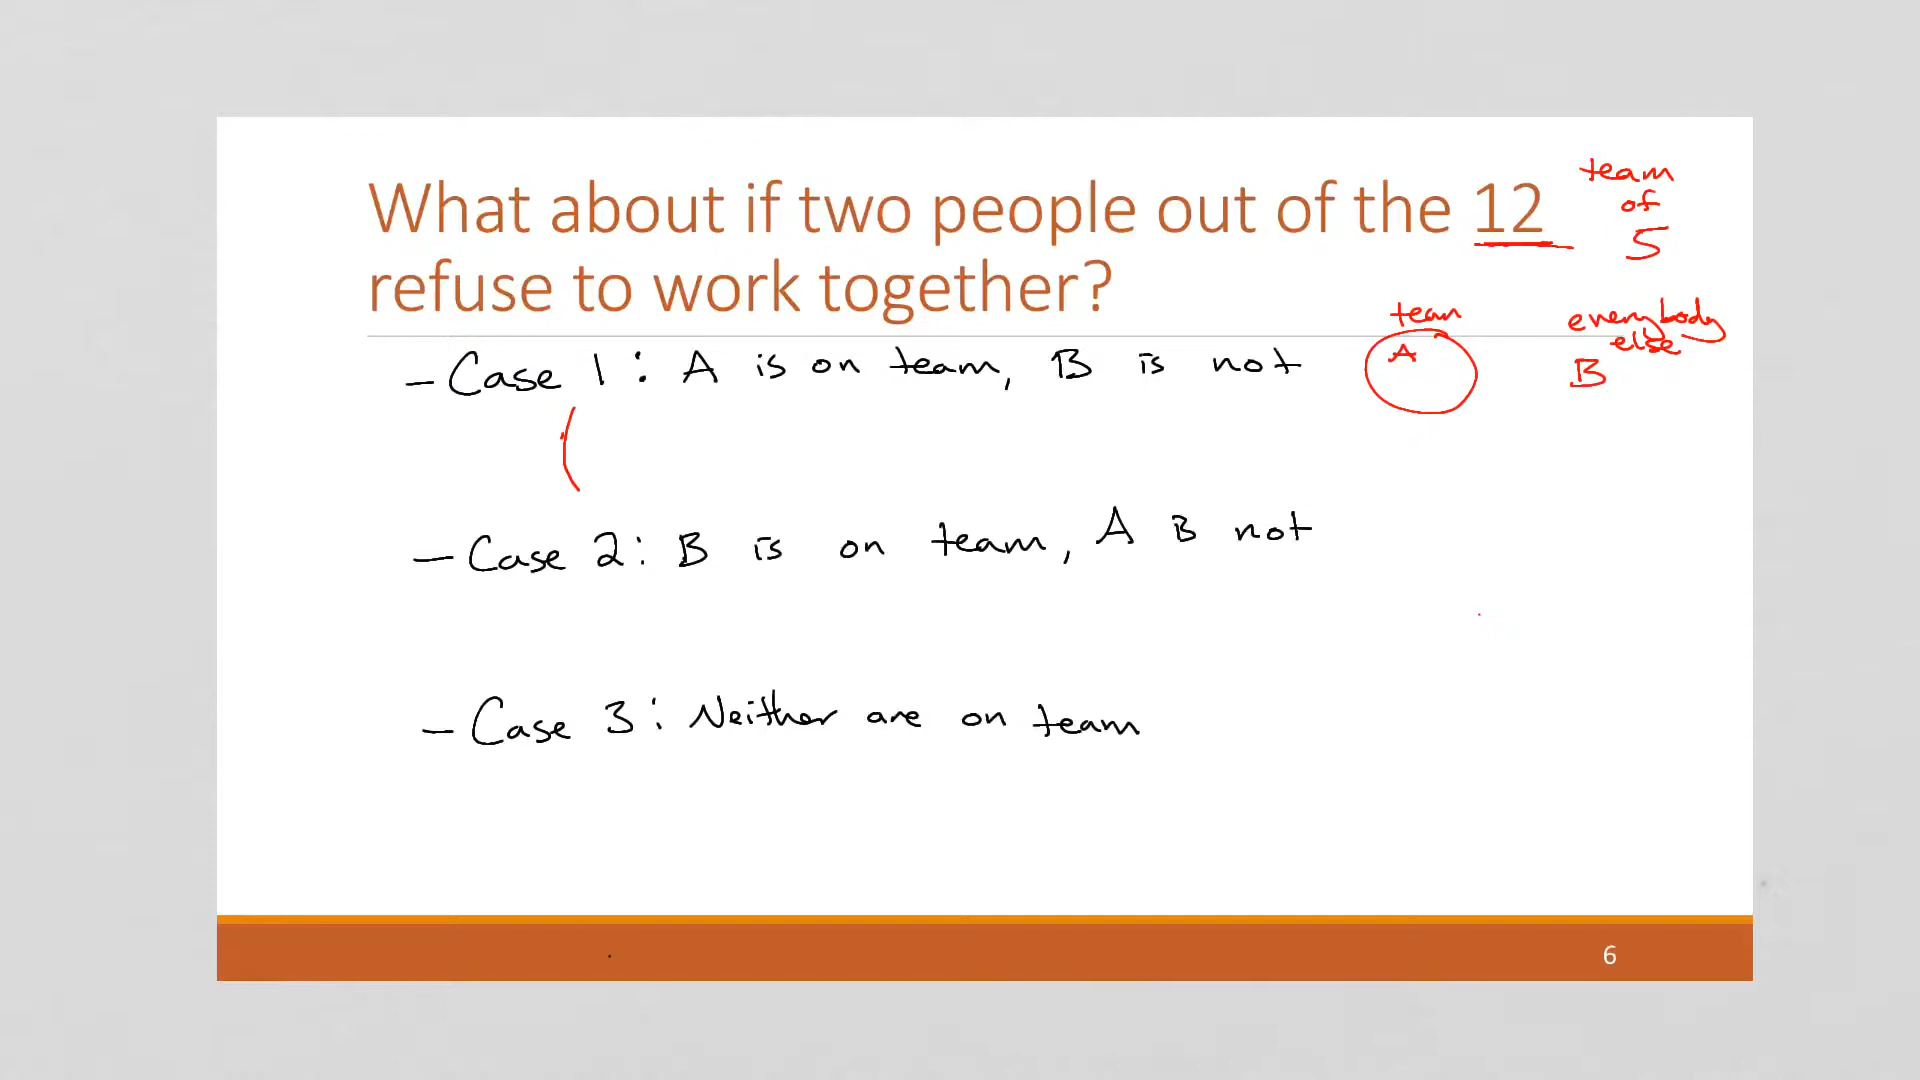 What about if two people out of the 12
refuse to work together?
team
of
5
- Case 1: A is on team, B is not
team
A
everybody
else
B
(
- Case 2: B is on team, A B not
- Case 3: Neither are on team
6